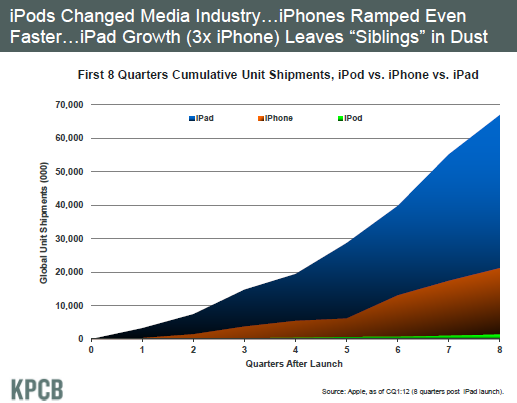 iPods Changed Media Industry…iPhones Ramped Even
Faster…iPad Growth (3x iPhone) Leaves “Siblings” in Dust
First 8 Quarters Cumulative Unit Shipments, iPod vs. iPhone vs. iPad
iPad iPhone iPod
Global Unit Shipments (000)
70,000
60,000
50,000
40,000
30,000
20,000
10,000
0
0 1 2 3 4 5 6 7 8
Quarters After Launch
KPCB
Source: Apple, as of CQ1:12 (8 quarters post iPad launch).